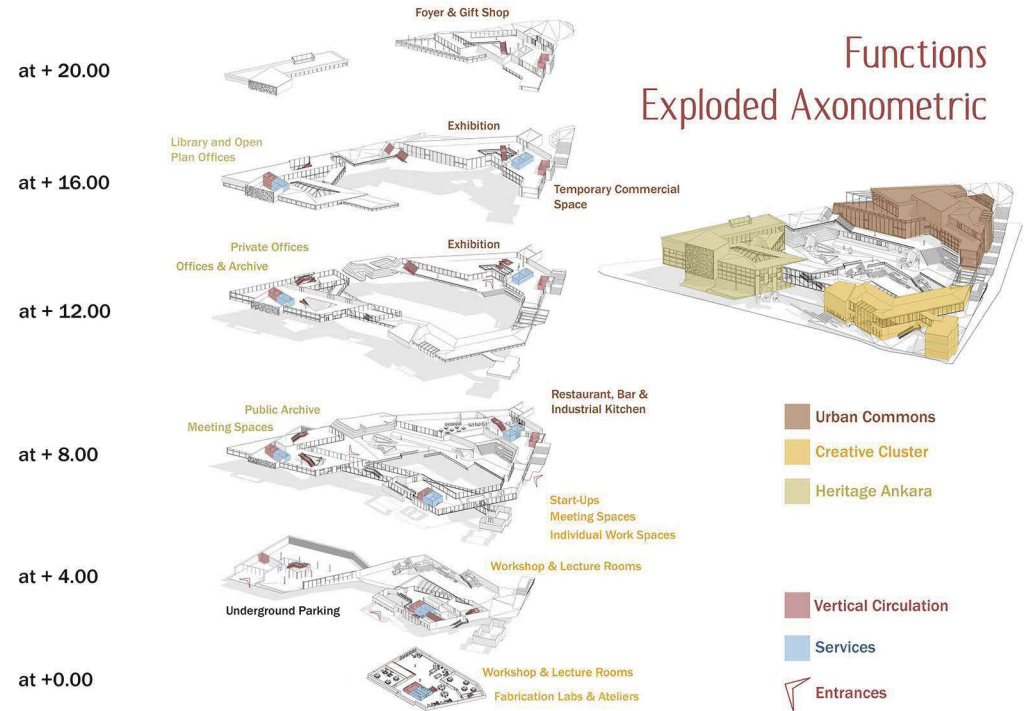 Functions
Exploded Axonometric
Foyer & Gift Shop
at + 20.00
Exhibition
Library and Open
Plan Offices
at + 16.00
Temporary Commercial
Space
Private Offices
Exhibition
Offices & Archive
at + 12.00
Restaurant, Bar &
Industrial Kitchen
Public Archive
Meeting Spaces
at + 8.00
Start-Ups
Meeting Spaces
Individual Work Spaces
Workshop & Lecture Rooms
at + 4.00
Underground Parking
Workshop & Lecture Rooms
at +0.00
Fabrication Labs & Ateliers
Urban Commons
Creative Cluster
Heritage Ankara
Vertical Circulation
Services
Entrances